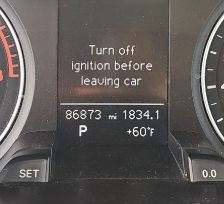 Turn off
ignition before
leaving car
86873 mi 1834.1
P +60°F
SET 0.0